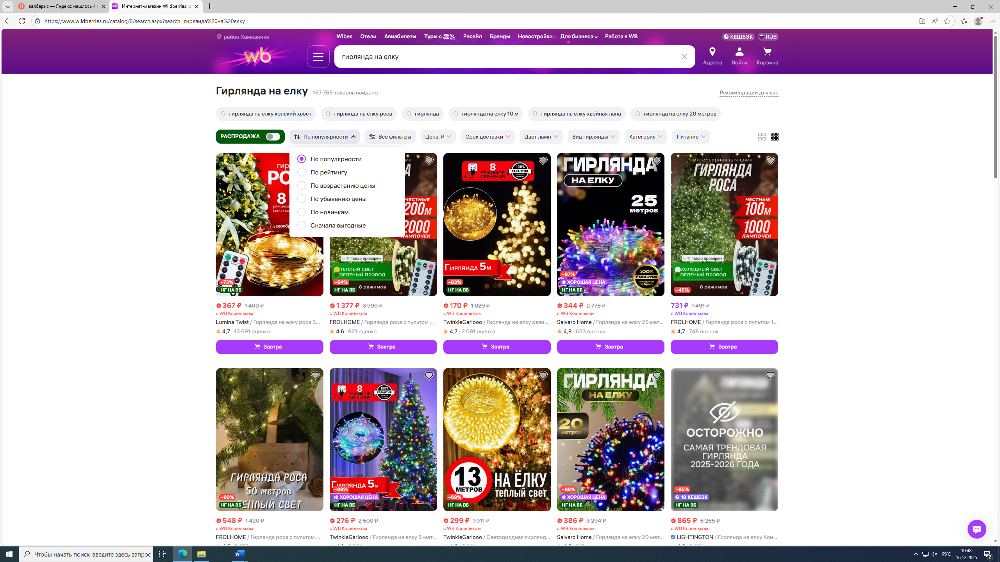 валберис — Яндекс: нашлось 4
Интернет-магазин Wildberries: ш
https://www.wildberries.ru/catalog/0/search.aspx?search=гирлянда%20на%20елку
район Хамовники
Wibes
Отели
Авиабилеты
Туры с FUN SUN
Ресейл
Бренды
Новостройки
Для бизнеса
Работа в WB
КЕШБЭК
RUB
wb
гирлянда на елку
Адреса
Войти
Корзина
Гирлянда на елку
167 755 товаров найдено
Рекомендации для вас
гирлянда на елку конский хвост
гирлянда на елку роса
гирлянда
гирлянда на елку 10 м
гирлянда на елку хвойная лапа
гирлянда на елку 20 метров
РАСПРОДАЖА
По популярности
Все фильтры
Цена, ₽
Срок доставки
Цвет ламп
Вид гирлянды
Категория
Питание
По популярности
По рейтингу
По возрастанию цены
По убыванию цены
По новинкам
Сначала выгодные
8
режимов
свечения
на серебр
−73%
НГ НА ВБ
200м
2000
ЛАМПОЧЕК
Товар проверен
ТЕПЛЫЙ СВЕТ
ЗЕЛЕНЫЙ ПРОВОД
−64%
НГ НА ВБ
8 режимов
8
РЕЖИМОВ
СВЕЧЕНИЯ
100%
ГАРАНТИЯ
ВОЗВРАТА
ПО БРАКУ
Гирлянда 5м
−83%
НГ НА ВБ
ГИРЛЯНДА
НА ЕЛКУ
25
метров
−87%
ХОРОШАЯ ЦЕНА
НГ НА ВБ
100%
ГАРАНТИЯ
возврата
по браку
интерьерная для дома
ГИРЛЯНДА
РОСА
ЧЕСТНЫЕ
100м
1000
ЛАМПОЧЕК
Товар проверен
ХОЛОДНЫЙ СВЕТ
ЗЕЛЕНЫЙ ПРОВОД
−49%
8 режимов
367 ₽ 1 400 ₽
с WB Кошельком
Lumina Twist / Гирлянда на елку роса 3...
4,7 · 13 691 оценка
Завтра
1 377 ₽ 3 990 ₽
с WB Кошельком
FROLHOME / Гирлянда роса с пультом ...
4,6 · 921 оценка
Завтра
170 ₽ 1 029 ₽
с WB Кошельком
TwinkleGarlooo / Гирлянда на елку разн...
4,7 · 2 081 оценка
Завтра
344 ₽ 2 778 ₽
с WB Кошельком
Salvaro Home / Гирлянда на елку 25 мет...
4,8 · 623 оценки
Завтра
731 ₽ 1 491 ₽
с WB Кошельком
FROLHOME / Гирлянда роса с пультом 1...
4,7 · 748 оценок
Завтра
ГИРЛЯНДА РОСА
50 метров
ТЕПЛЫЙ СВЕТ
−60%
НГ НА ВБ
8
РЕЖИМОВ
СВЕЧЕНИЯ
100%
ГАРАНТИЯ
ВОЗВРАТА
ПО БРАКУ
Гирлянда 5м
−88%
ХОРОШАЯ ЦЕНА
НГ НА ВБ
13
МЕТРОВ
НА ЁЛКУ
теплый свет
−69%
НГ НА ВБ
ГИРЛЯНДА
НА ЕЛКУ
20
метров
−88%
ХОРОШАЯ ЦЕНА
НГ НА ВБ
ОСТОРОЖНО
САМАЯ ТРЕНДОВАЯ
ГИРЛЯНДА
2025-2026 ГОДА
−85%
18 КЕШБЭК
НГ НА ВБ
548 ₽ 1 420 ₽
с WB Кошельком
FROLHOME / Гирлянда роса с пультом ...
276 ₽ 2 500 ₽
с WB Кошельком
TwinkleGarlooo / Гирлянда на елку 5 мет...
299 ₽ 1 011 ₽
с WB Кошельком
TwinkleGarlooo / Светодиодная гирлянд...
386 ₽ 3 294 ₽
с WB Кошельком
Salvaro Home / Гирлянда на елку 20 мет...
865 ₽ 6 265 ₽
с WB Кошельком
LIGHTINGTON / Гирлянда на елку Кон...
Чтобы начать поиск, введите здесь запрос
РУС
10:48
16.12.2025
2